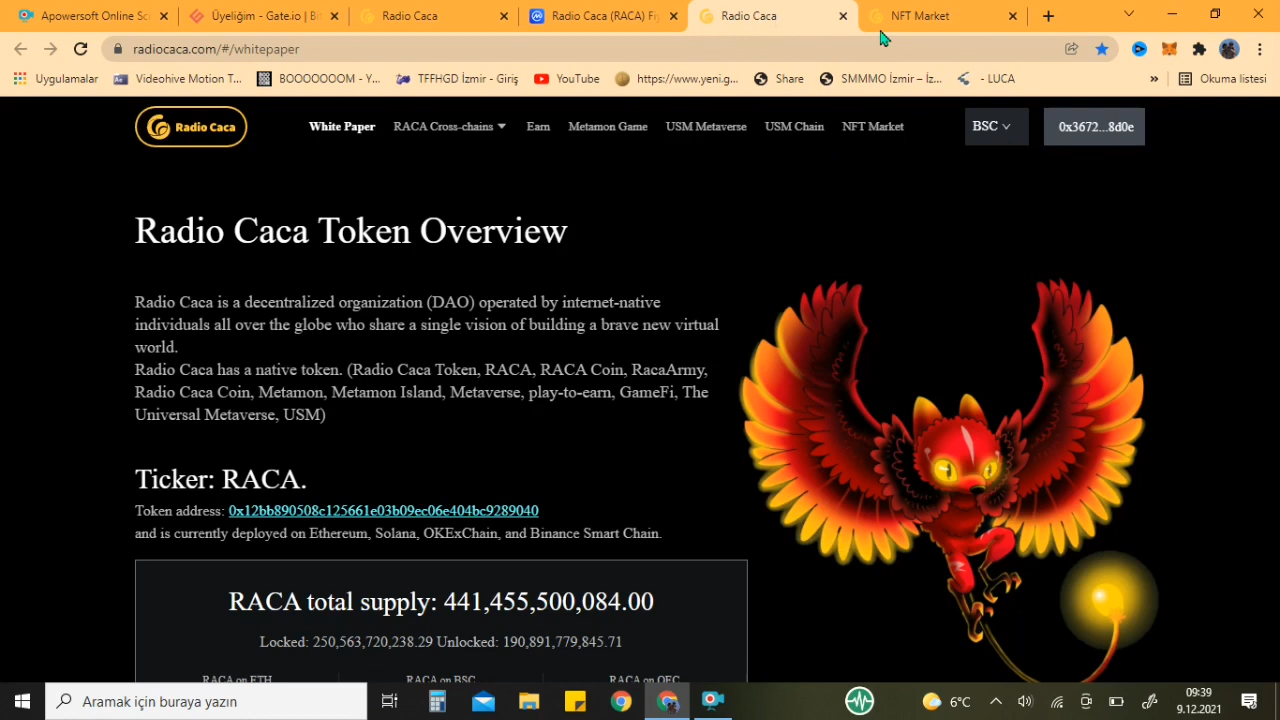 Apowersoft Online Sc
Üyeliğim - Gate.io | Bi
Radio Caca
Radio Caca (RACA) Fi
Radio Caca
NFT Market
radiocaca.com/#/whitepaper
Uygulamalar
Videohive Motion T...
BOOOOOOOM - Y...
TFFHGD İzmir - Giriş
YouTube
https://www.yeni.g...
Share
SMMMO İzmir – İz...
- LUCA
»
Okuma listesi
Radio Caca
White Paper
RACA Cross-chains
Earn
Metamon Game
USM Metaverse
USM Chain
NFT Market
BSC
0x3672...8d0e
Radio Caca Token Overview
Radio Caca is a decentralized organization (DAO) operated by internet-native
individuals all over the globe who share a single vision of building a brave new virtual
world.
Radio Caca has a native token. (Radio Caca Token, RACA, RACA Coin, RacaArmy,
Radio Caca Coin, Metamon, Metamon Island, Metaverse, play-to-earn, GameFi, The
Universal Metaverse, USM)
Ticker: RACA.
Token address: 0x12bb890508c125661e03b09ec06e404bc9289040
and is currently deployed on Ethereum, Solana, OKExChain, and Binance Smart Chain.
RACA total supply: 441,455,500,084.00
Locked: 250,563,720,238.29 Unlocked: 190,891,779,845.71
RACA on ETH
RACA on BSC
RACA on OEC
Aramak için buraya yazın
6°C
09:39
9.12.2021